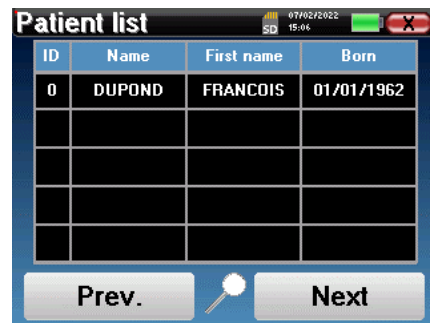 Patient list SD 07/02/2022 15:06 X
ID Name First name Born
0 DUPOND FRANCOIS 01/01/1962
Prev. Next